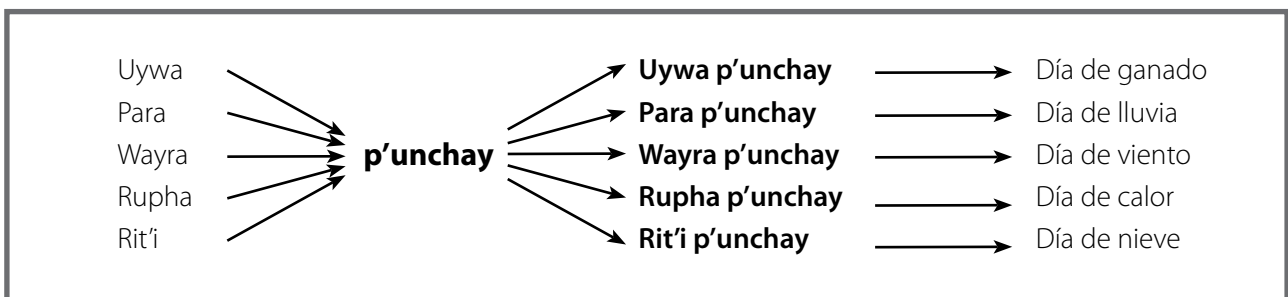 Uywa Uywa p’unchay Día de ganado
Para Para p’unchay Día de lluvia
Wayra p’unchay Wayra p’unchay Día de viento
Rupha Rupha p’unchay Día de calor
Rit’i Rit’i p’unchay Día de nieve